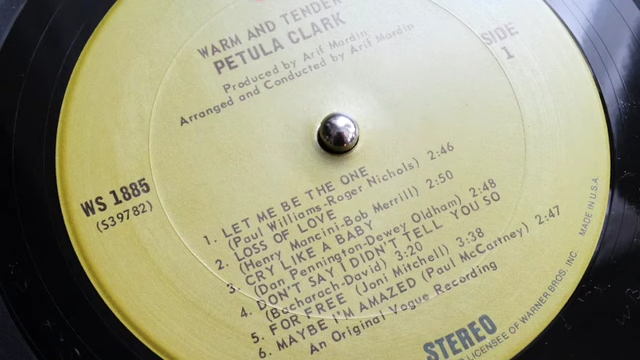 WARM AND TENDER
PETULA CLARK
Produced by Arif Mardin
Arranged and Conducted by Arif Mardin
SIDE
1
WS 1885
(S39782)
1. LET ME BE THE ONE
(Paul Williams-Roger Nichols) 2:46
2. LOSS OF LOVE
(Henry Mancini-Bob Merrill) 2:50
3. CRY LIKE A BABY
(Dan. Pennington-Dewey Oldham) 2:48
4. DON'T SAY I DIDN'T TELL YOU SO
(Bacharach-David) 3:20
5. FOR FREE (Joni Mitchell) 3:38
6. MAYBE I'M AMAZED (Paul McCartney) 2:47
An Original Vogue Recording
STEREO
LICENSEE OF WARNER BROS. INC.
MADE IN U.S.A.